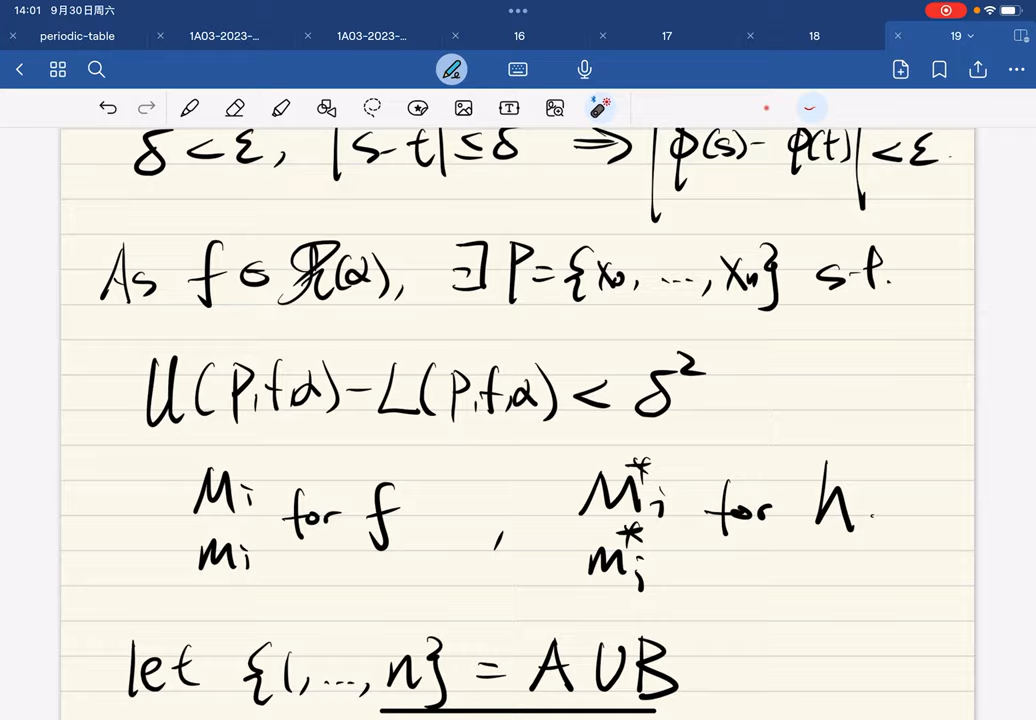 14:01 9月30日周六
periodic-table 1A03-2023-... 1A03-2023-... 16 17 18 19
δ < ε, |s-t| ≤ δ ⇒ |φ(s) - φ(t)| < ε.
As f ∈ ℛ(α), ∃ P = {x₀, ..., xₙ} s.t.
U(P,f,α) - L(P,f,α) < δ²
Mᵢ mᵢ for f , Mᵢ* mᵢ* for h.
let {1, ..., n} = A ∪ B